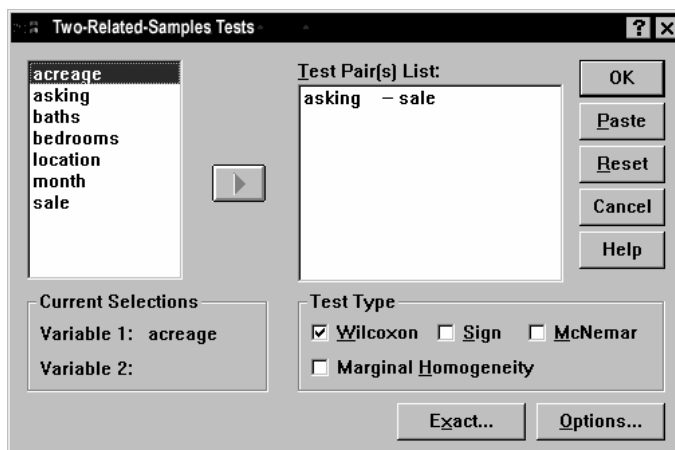 Two-Related-Samples Tests
acreage
asking
baths
bedrooms
location
month
sale
Test Pair(s) List:
asking – sale
OK
Paste
Reset
Cancel
Help
Current Selections
Variable 1: acreage
Variable 2:
Test Type
Wilcoxon Sign McNemar
Marginal Homogeneity
Exact... Options...